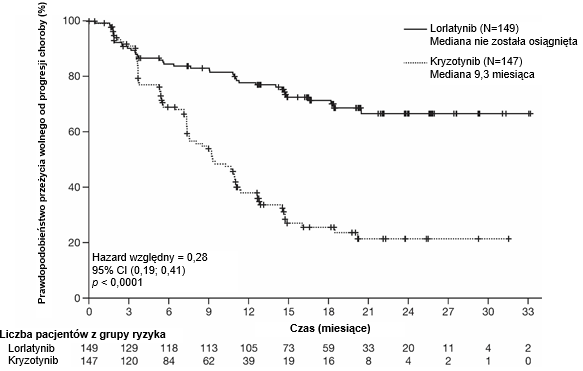 Prawdopodobieństwo przeżycia wolnego od progresji choroby (%)
100
80
60
40
20
0
Lorlatynib (N=149)
Mediana nie została osiągnięta
Kryzotynib (N=147)
Mediana 9,3 miesiąca
Hazard względny = 0,28
95% CI (0,19; 0,41)
p < 0,0001
0 3 6 9 12 15 18 21 24 27 30 33
Czas (miesiące)
Liczba pacjentów z grupy ryzyka
Lorlatynib 149 129 118 113 105 73 59 33 20 11 4 2
Kryzotynib 147 120 84 62 39 19 16 8 4 2 1 0